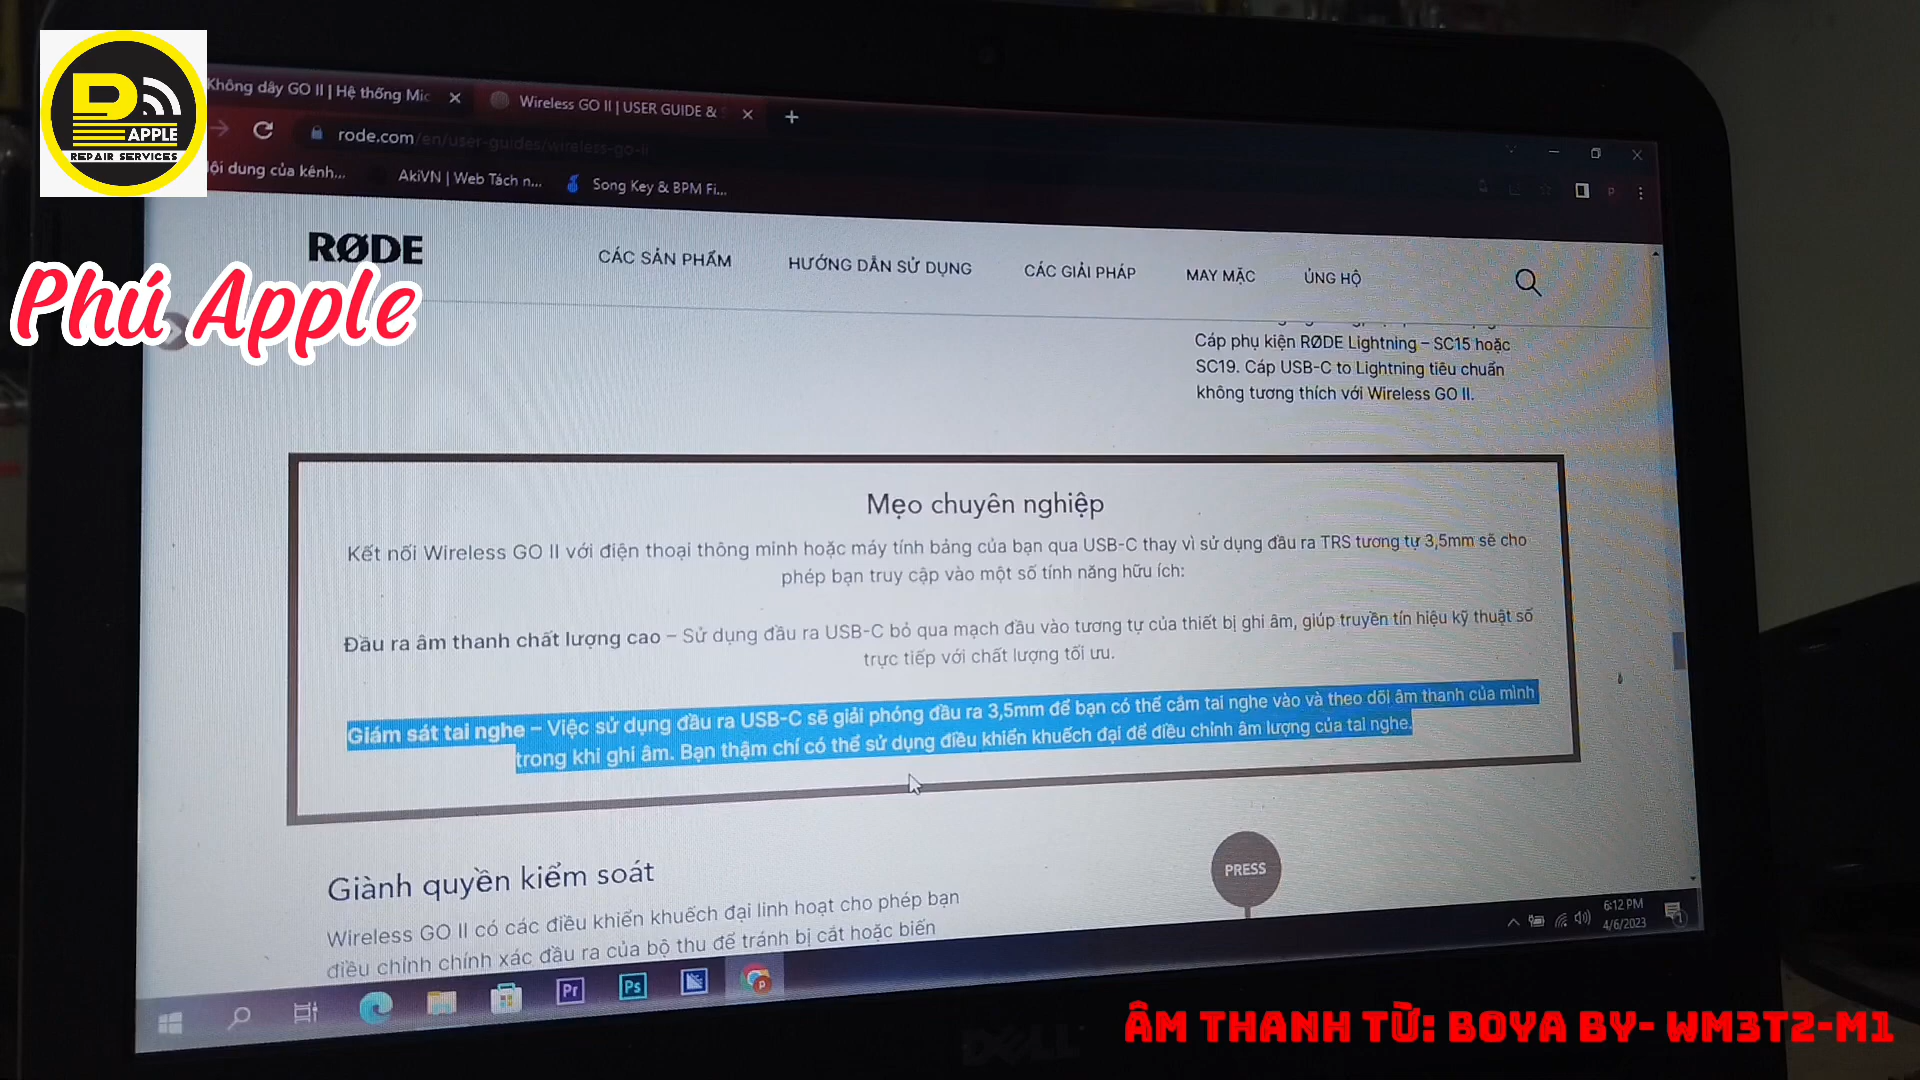 P
APPLE
REPAIR SERVICES
Phú Apple
Không dây GO II | Hệ thống Mic
Wireless GO II | USER GUIDE &
rode.com/en/user-guides/wireless-go-ii
ội dung của kênh...
AkiVN | Web Tách n...
Song Key & BPM Fi...
RØDE
CÁC SẢN PHẨM
HƯỚNG DẪN SỬ DỤNG
CÁC GIẢI PHÁP
MAY MẶC
ỦNG HỘ
Cáp phụ kiện RØDE Lightning – SC15 hoặc
SC19. Cáp USB-C to Lightning tiêu chuẩn
không tương thích với Wireless GO II.
Mẹo chuyên nghiệp
Kết nối Wireless GO II với điện thoại thông minh hoặc máy tính bảng của bạn qua USB-C thay vì sử dụng đầu ra TRS tương tự 3,5mm sẽ cho
phép bạn truy cập vào một số tính năng hữu ích:
Đầu ra âm thanh chất lượng cao – Sử dụng đầu ra USB-C bỏ qua mạch đầu vào tương tự của thiết bị ghi âm, giúp truyền tín hiệu kỹ thuật số
trực tiếp với chất lượng tối ưu.
Giám sát tai nghe – Việc sử dụng đầu ra USB-C sẽ giải phóng đầu ra 3,5mm để bạn có thể cắm tai nghe vào và theo dõi âm thanh của mình
trong khi ghi âm. Bạn thậm chí có thể sử dụng điều khiển khuếch đại để điều chỉnh âm lượng của tai nghe.
Giành quyền kiểm soát
Wireless GO II có các điều khiển khuếch đại linh hoạt cho phép bạn
điều chỉnh chính xác đầu ra của bộ thu để tránh bị cắt hoặc biến
PRESS
6:12 PM
4/6/2023
1
Pr
Ps
P
DELL
ÂM THANH TỪ: BOYA BY- WM3T2-M1